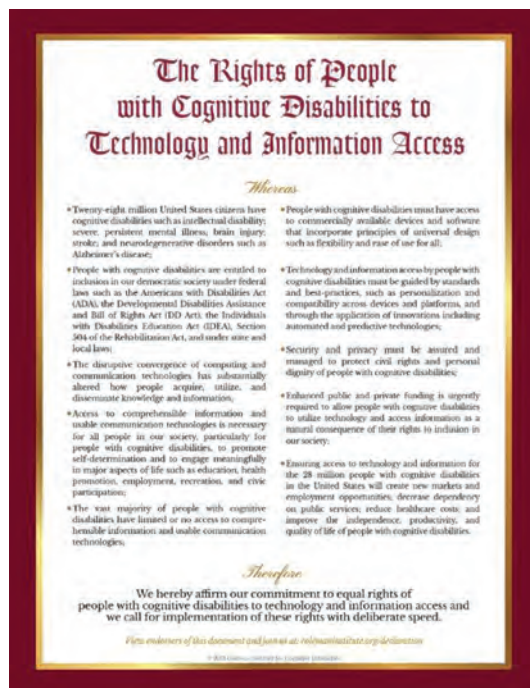 The Rights of People
with Cognitive Disabilities to
Technology and Information Access
Whereas
• Twenty-eight million United States citizens have
cognitive disabilities such as intellectual disability;
severe, persistent mental illness; brain injury;
stroke; and neurodegenerative disorders such as
Alzheimer's disease;
• People with cognitive disabilities are entitled to
inclusion in our democratic society under federal
laws such as the Americans with Disabilities Act
(ADA), the Developmental Disabilities Assistance
and Bill of Rights Act (DD Act), the Individuals
with Disabilities Education Act (IDEA), Section
504 of the Rehabilitation Act, and under state and
local laws;
• The disruptive convergence of computing and
communication technologies has substantially
altered how people acquire, utilize, and
disseminate knowledge and information;
• Access to comprehensible information and
usable communication technologies is necessary
for all people in our society, particularly for
people with cognitive disabilities, to promote
self-determination and to engage meaningfully
in major aspects of life such as education, health
promotion, employment, recreation, and civic
participation;
• The vast majority of people with cognitive
disabilities have limited or no access to compre-
hensible information and usable communication
technologies;
• People with cognitive disabilities must have access
to commercially available devices and software
that incorporate principles of universal design
such as flexibility and ease of use for all;
• Technology and information access by people with
cognitive disabilities must be guided by standards
and best-practices, such as personalization and
compatibility across devices and platforms, and
through the application of innovations including
automated and predictive technologies;
• Security and privacy must be assured and
managed to protect civil rights and personal
dignity of people with cognitive disabilities;
• Enhanced public and private funding is urgently
required to allow people with cognitive disabilities
to utilize technology and access information as a
natural consequence of their rights to inclusion in
our society;
• Ensuring access to technology and information for
the 28 million people with cognitive disabilities
in the United States will create new markets and
employment opportunities; decrease dependency
on public services; reduce healthcare costs; and
improve the independence, productivity, and
quality of life of people with cognitive disabilities.
Therefore
We hereby affirm our commitment to equal rights of
people with cognitive disabilities to technology and information access and
we call for implementation of these rights with deliberate speed.
View endorsers of this document and join us at: colemaninstitute.org/declaration